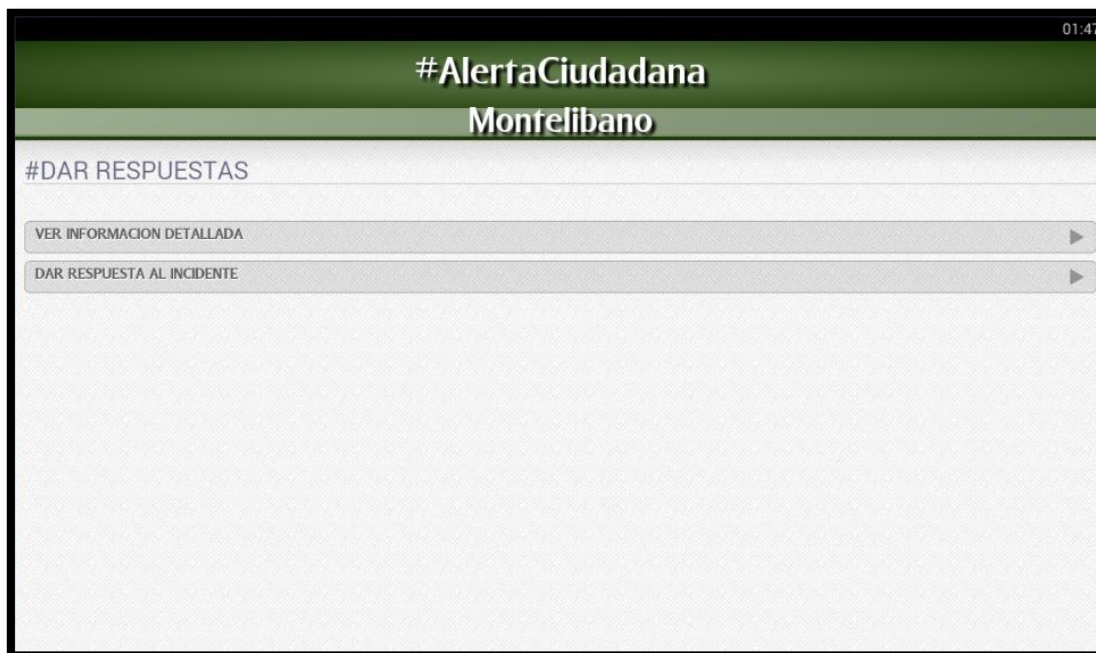 01:47
#AlertaCiudadana
Montelibano
#DAR RESPUESTAS
VER INFORMACION DETALLADA
DAR RESPUESTA AL INCIDENTE